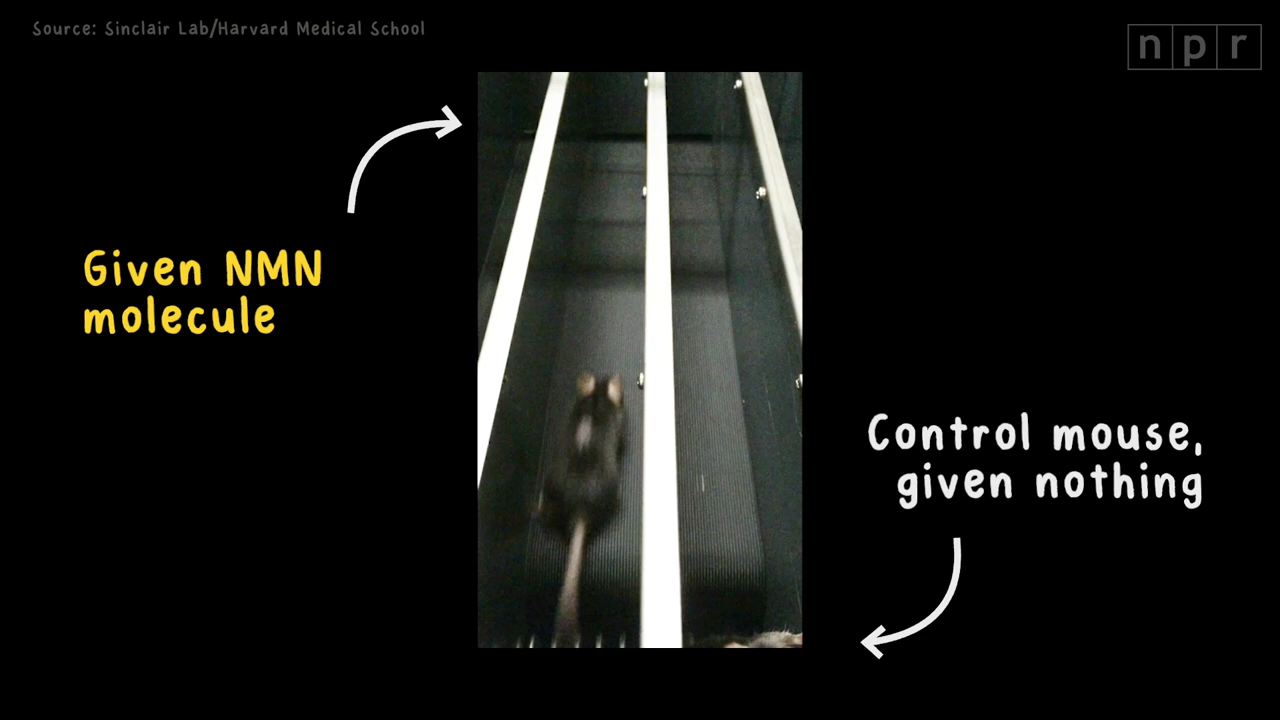 Source: Sinclair Lab/Harvard Medical School
npr
Given NMN
molecule
Control mouse,
given nothing